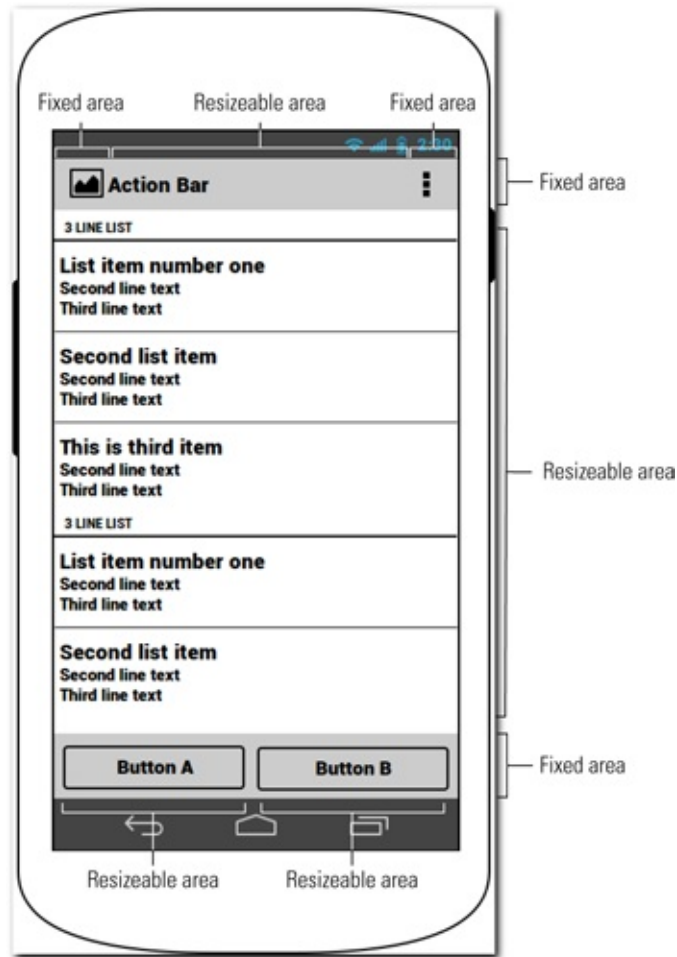 Fixed area Resizeable area Fixed area
2:30
Fixed area
Action Bar
3 LINE LIST
List item number one
Second line text
Third line text
Second list item
Second line text
Third line text
This is third item
Second line text
Third line text
Resizeable area
3 LINE LIST
List item number one
Second line text
Third line text
Second list item
Second line text
Third line text
Button A Button B
Fixed area
Resizeable area Resizeable area